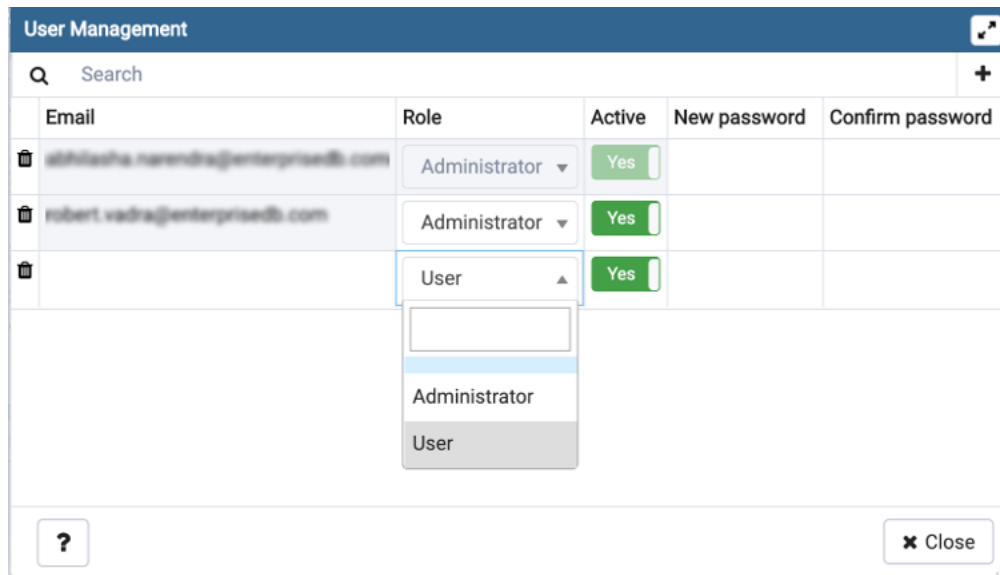 User Management
Search
Email Role Active New password Confirm password
Administrator Yes
Administrator Yes
User Yes
Administrator
User
? Close